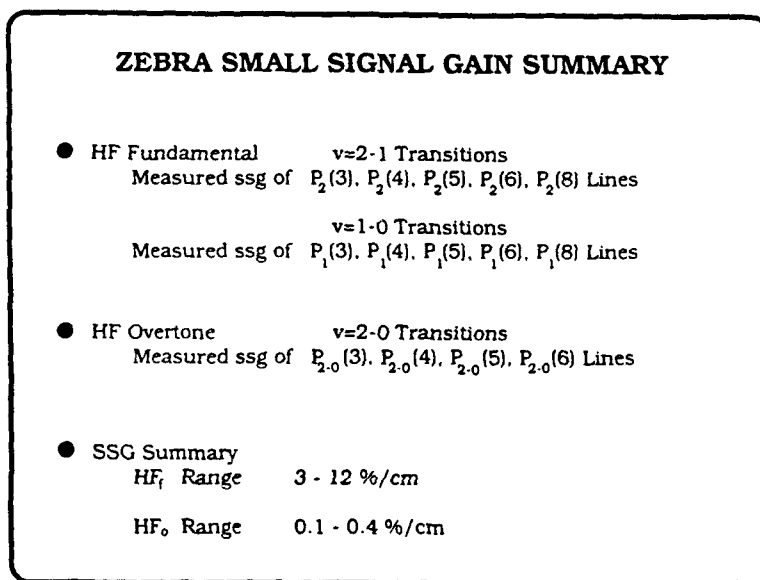 ZEBRA SMALL SIGNAL GAIN SUMMARY
● HF Fundamental v=2-1 Transitions
Measured ssg of P₂(3), P₂(4), P₂(5), P₂(6), P₂(8) Lines
v=1-0 Transitions
Measured ssg of P₁(3), P₁(4), P₁(5), P₁(6), P₁(8) Lines
● HF Overtone v=2-0 Transitions
Measured ssg of P₂₋₀(3), P₂₋₀(4), P₂₋₀(5), P₂₋₀(6) Lines
● SSG Summary
HF_f Range 3 - 12 %/cm
HFₒ Range 0.1 - 0.4 %/cm